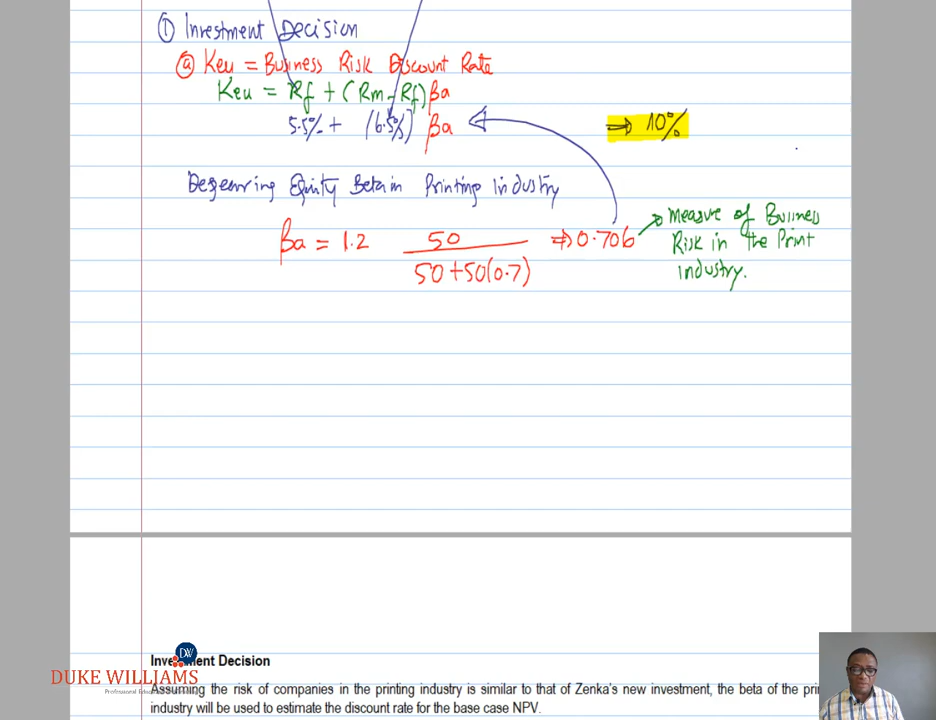 ① Investment Decision
ⓐ Keu = Business Risk Discount Rate
Keu = Rf + (Rm - Rf) βa
5.5% + (6.5%) βa ⇒ 10%
Degearing Equity Beta in Printing Industry
Measure of Business
βa = 1.2 50 ⇒ 0.706 Risk in the Print
50 + 50(0.7) industry.
DW
Investment Decision
DUKE WILLIAMS
Assuming the risk of companies in the printing industry is similar to that of Zenka's new investment, the beta of the pri
industry will be used to estimate the discount rate for the base case NPV.